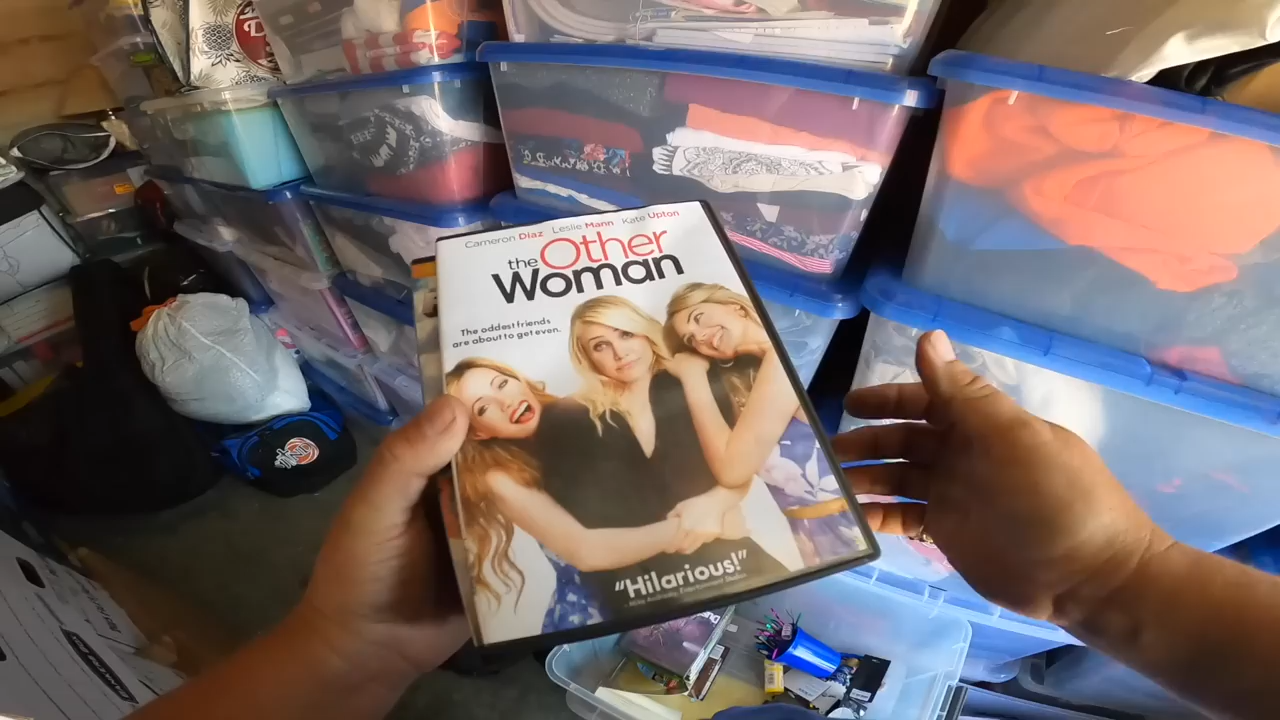 Cameron Diaz Leslie Mann Kate Upton
the Other
Woman
The oddest friends
are about to get even.
"Hilarious!"